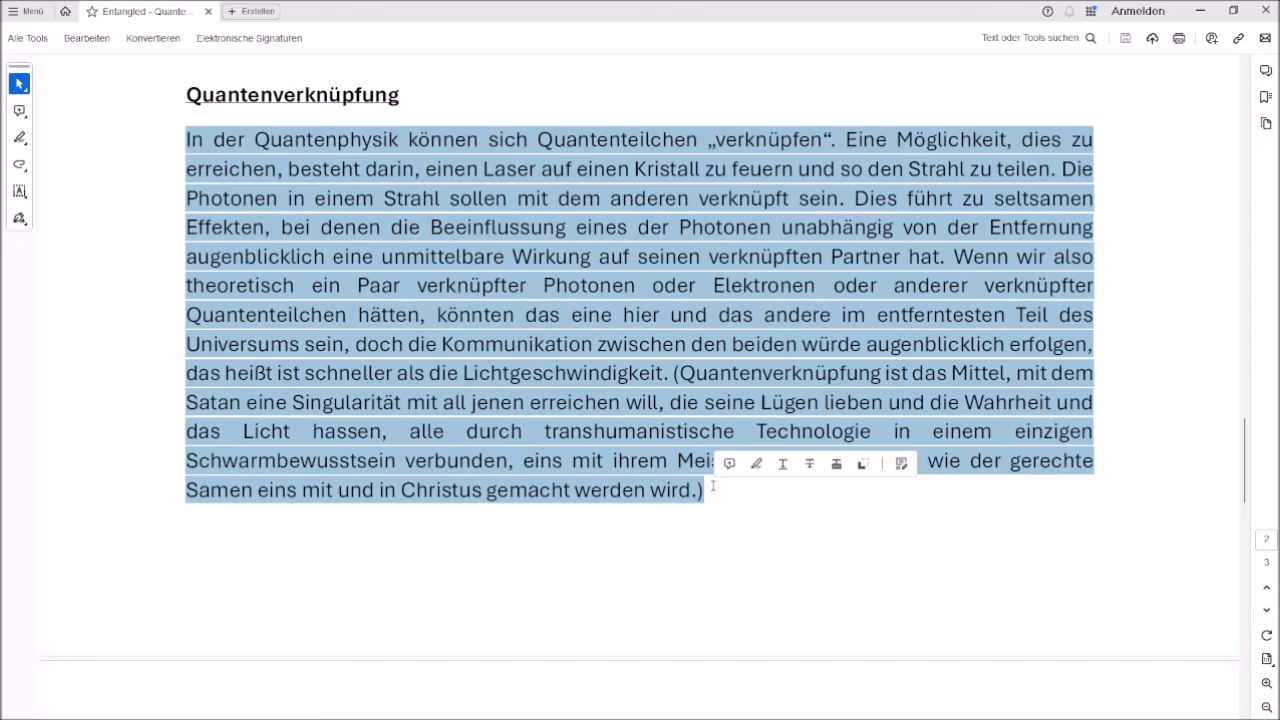 Menü
Entangled - Quante...
Erstellen
Anmelden
Alle Tools
Bearbeiten
Konvertieren
Elektronische Signaturen
Text oder Tools suchen
Quantenverknüpfung
In der Quantenphysik können sich Quantenteilchen „verknüpfen“. Eine Möglichkeit, dies zu
erreichen, besteht darin, einen Laser auf einen Kristall zu feuern und so den Strahl zu teilen. Die
Photonen in einem Strahl sollen mit dem anderen verknüpft sein. Dies führt zu seltsamen
Effekten, bei denen die Beeinflussung eines der Photonen unabhängig von der Entfernung
augenblicklich eine unmittelbare Wirkung auf seinen verknüpften Partner hat. Wenn wir also
theoretisch ein Paar verknüpfter Photonen oder Elektronen oder anderer verknüpfter
Quantenteilchen hätten, könnten das eine hier und das andere im entferntesten Teil des
Universums sein, doch die Kommunikation zwischen den beiden würde augenblicklich erfolgen,
das heißt ist schneller als die Lichtgeschwindigkeit. (Quantenverknüpfung ist das Mittel, mit dem
Satan eine Singularität mit all jenen erreichen will, die seine Lügen lieben und die Wahrheit und
das Licht hassen, alle durch transhumanistische Technologie in einem einzigen
Schwarmbewusstsein verbunden, eins mit ihrem wie der gerechte
Samen eins mit und in Christus gemacht werden wird.)
2
3